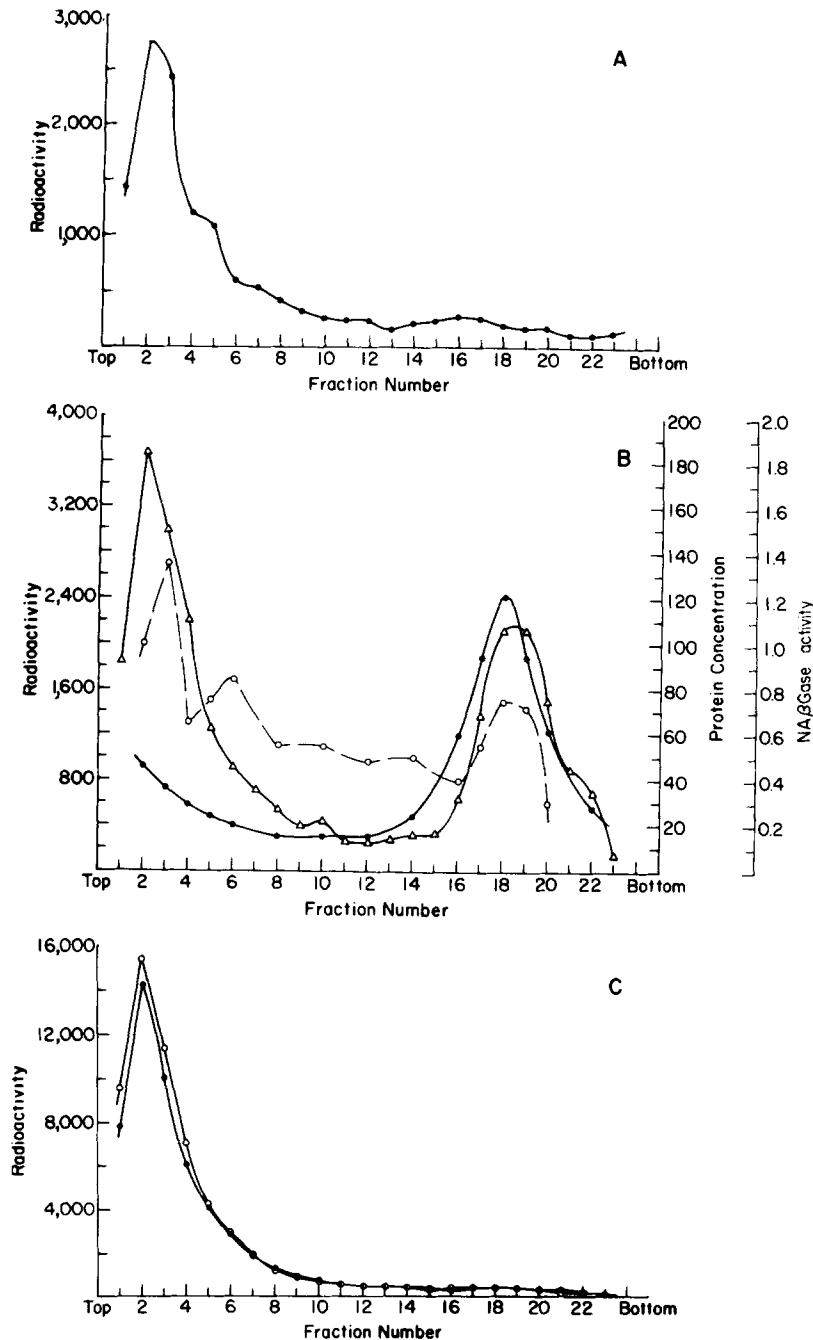 A
3,000
2,000
1,000
Radioactivity
Top 2 4 6 8 10 12 14 16 18 20 22 Bottom
Fraction Number
B
4,000
3,200
2,400
1600
800
Radioactivity
200
180
160
140
120
100
80
60
40
20
Protein Concentration
2.0
1.8
1.6
1.4
1.2
1.0
0.8
0.6
0.4
0.2
NAβGase activity
Top 2 4 6 8 10 12 14 16 18 20 22 Bottom
Fraction Number
C
16,000
12,000
8,000
4,000
Radioactivity
Top 2 4 6 8 10 12 14 16 18 20 22 Bottom
Fraction Number